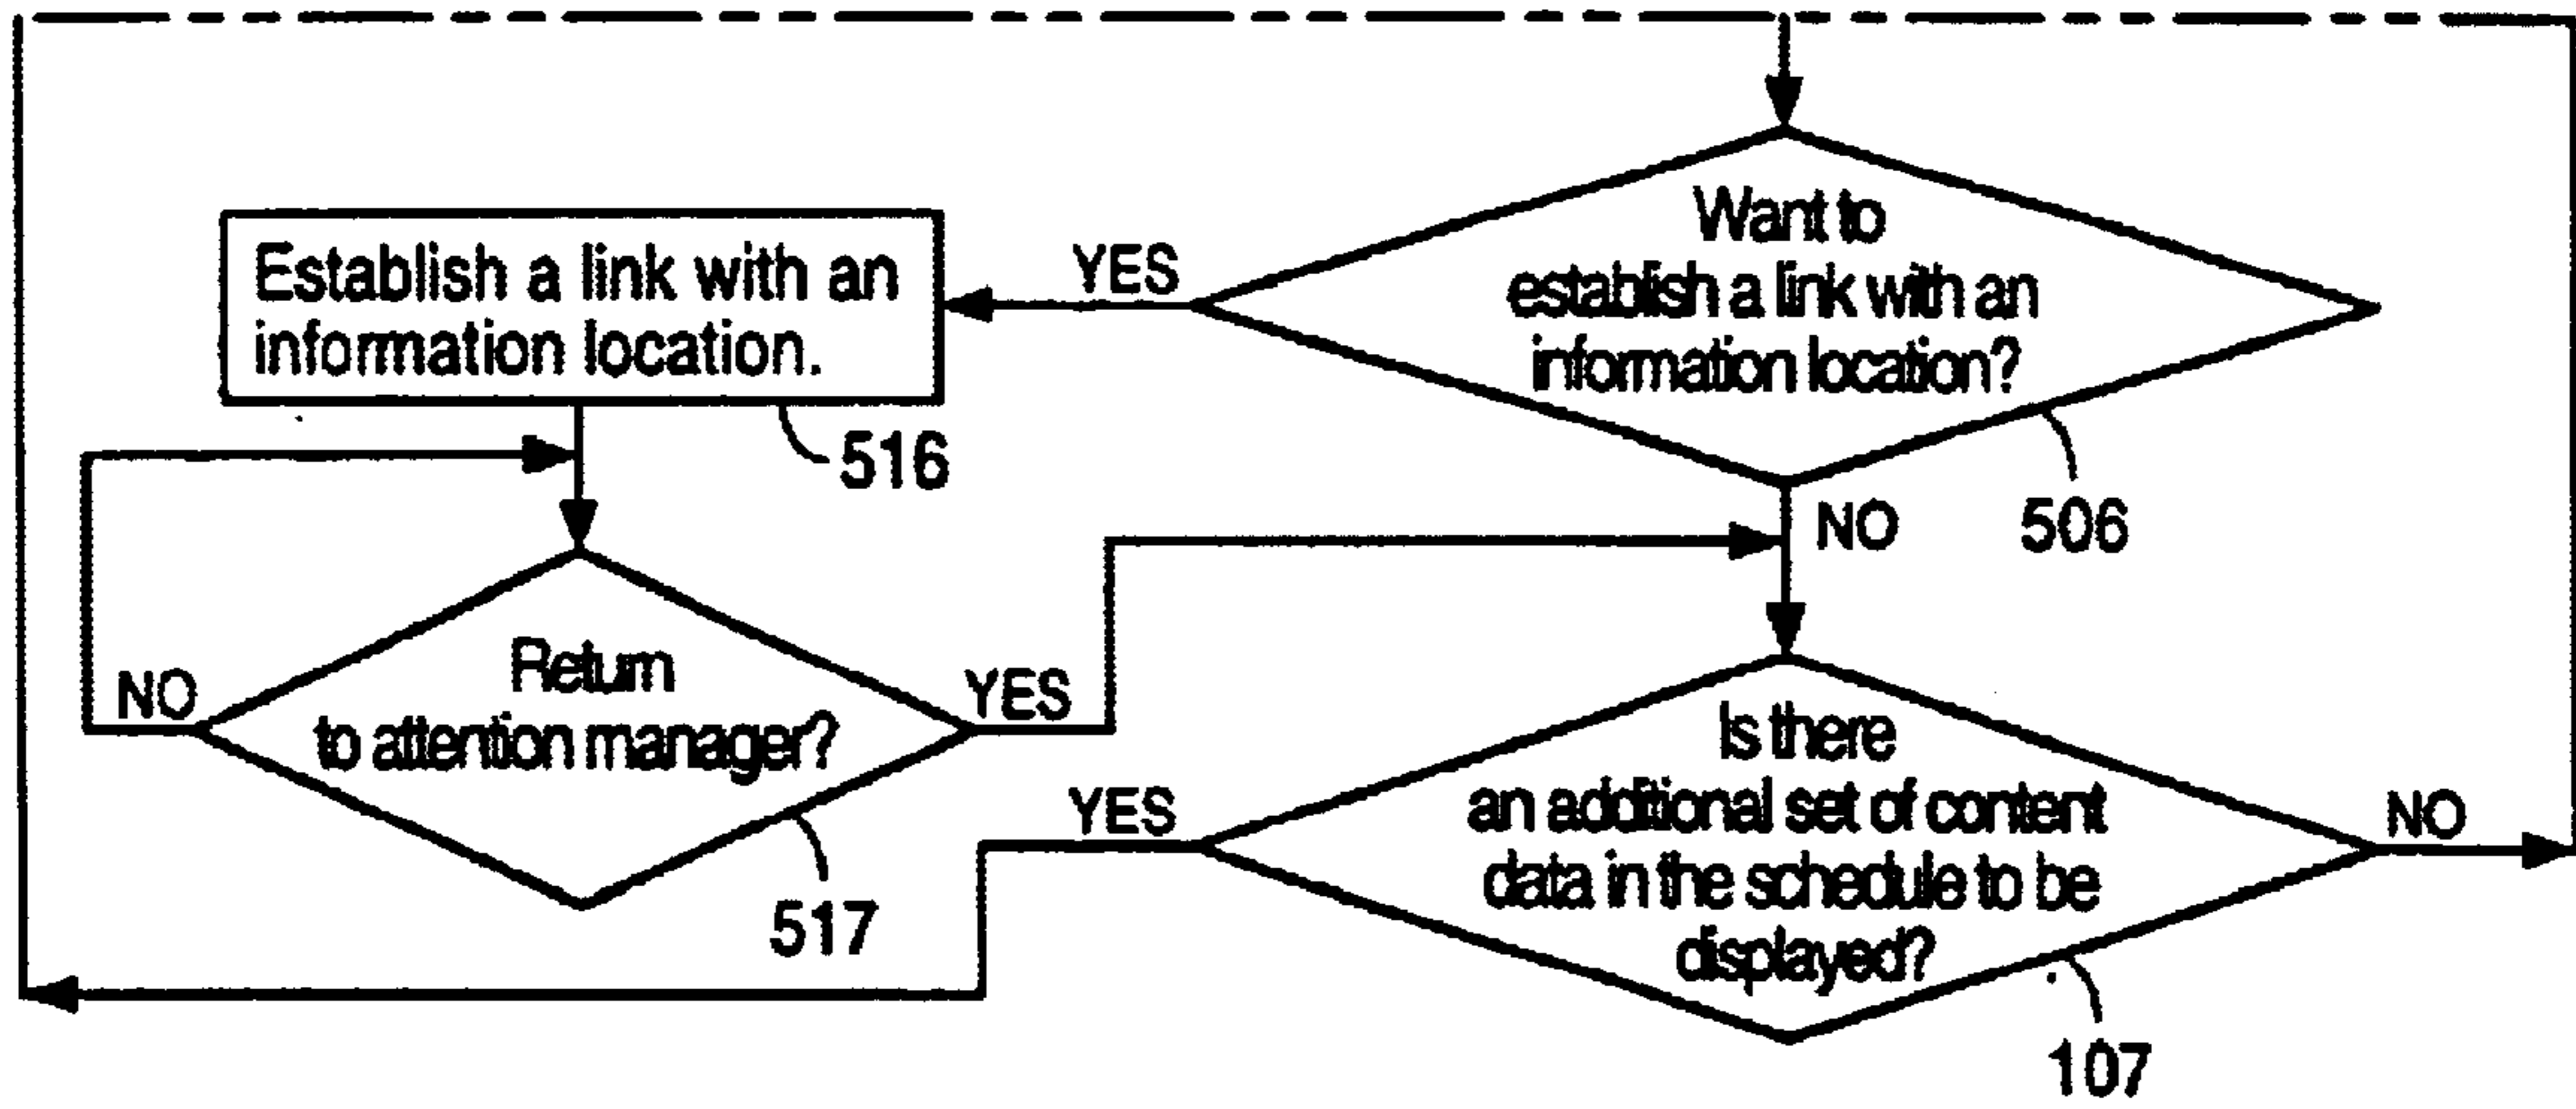 Want to
establish a link with an
information location?
506
YES
Establish a link with an
information location.
516
NO
Return
to attention manager?
517
NO
YES
Is there
an additional set of content
data in the schedule to be
displayed?
107
YES
NO